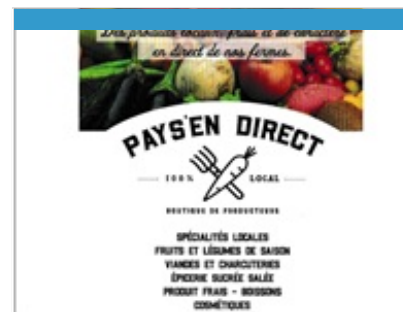 Des produits locaux, frais et de caractère
en direct de nos fermes.
PAYS'EN DIRECT
100% LOCAL
BOUTIQUE DE PRODUCTEURS
SPÉCIALITÉS LOCALES
FRUITS ET LÉGUMES DE SAISON
VIANDES ET CHARCUTERIES
ÉPICERIE SUCRÉE SALÉE
PRODUIT FRAIS - BOISSONS
COSMÉTIQUES